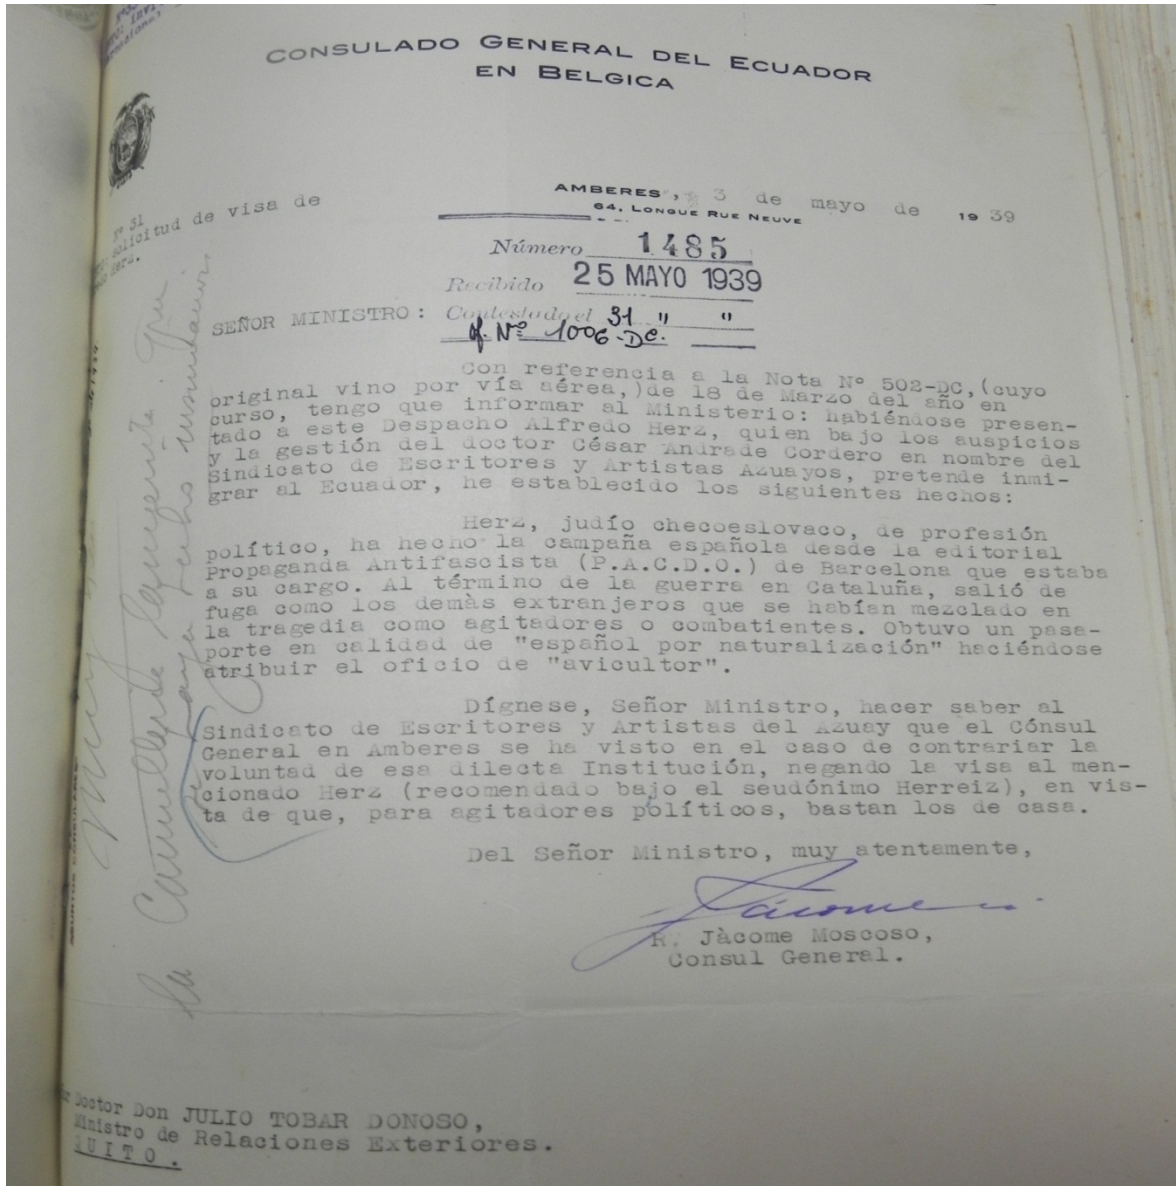 CONSULADO GENERAL DEL ECUADOR
EN BELGICA
AMBERES, 3 de mayo de 1939
64, LONGUE RUE NEUVE
Nº 31
solicitud de visa de
Herz.
Número 1485
Recibido 25 MAYO 1939
SEÑOR MINISTRO: Contestado el 31 " "
of. Nº 1006-DC.
Con referencia a la Nota Nº 502-DC,(cuyo
original vino por vía aérea,)de 18 de Marzo del año en
curso, tengo que informar al Ministerio: habiéndose presen-
tado a este Despacho Alfredo Herz, quien bajo los auspicios
y la gestión del doctor César Andrade Cordero en nombre del
Sindicato de Escritores y Artistas Azuayos, pretende inmi-
grar al Ecuador, he establecido los siguientes hechos:
Herz, judío checoeslovaco, de profesión
político, ha hecho la campaña española desde la editorial
Propaganda Antifascista (P.A.C.D.O.) de Barcelona que estaba
a su cargo. Al término de la guerra en Cataluña, salió de
fuga como los demàs extranjeros que se habían mezclado en
la tragedia como agitadores o combatientes. Obtuvo un pasa-
porte en calidad de "español por naturalización" haciéndose
atribuir el oficio de "avicultor".
Dígnese, Señor Ministro, hacer saber al
Sindicato de Escritores y Artistas del Azuay que el Cónsul
General en Amberes se ha visto en el caso de contrariar la
voluntad de esa dilecta Institución, negando la visa al men-
cionado Herz (recomendado bajo el seudónimo Herreiz), en vis-
ta de que, para agitadores políticos, bastan los de casa.
Del Señor Ministro, muy atentamente,
Jácome
R. Jàcome Moscoso,
Consul General.
Doctor Don JULIO TOBAR DONOSO,
Ministro de Relaciones Exteriores.
QUITO.